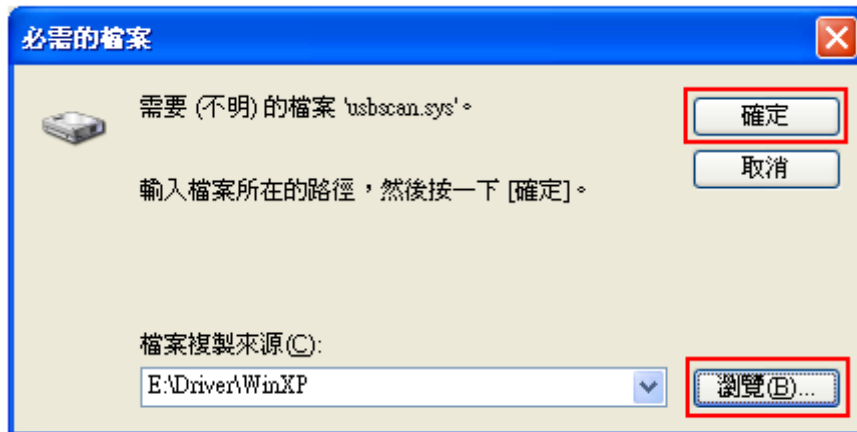 必需的檔案
需要 (不明) 的檔案 'usbscan.sys'。
確定
取消
輸入檔案所在的路徑，然後按一下 [確定]。
檔案複製來源(C):
E:\Driver\WinXP
瀏覽(B)...